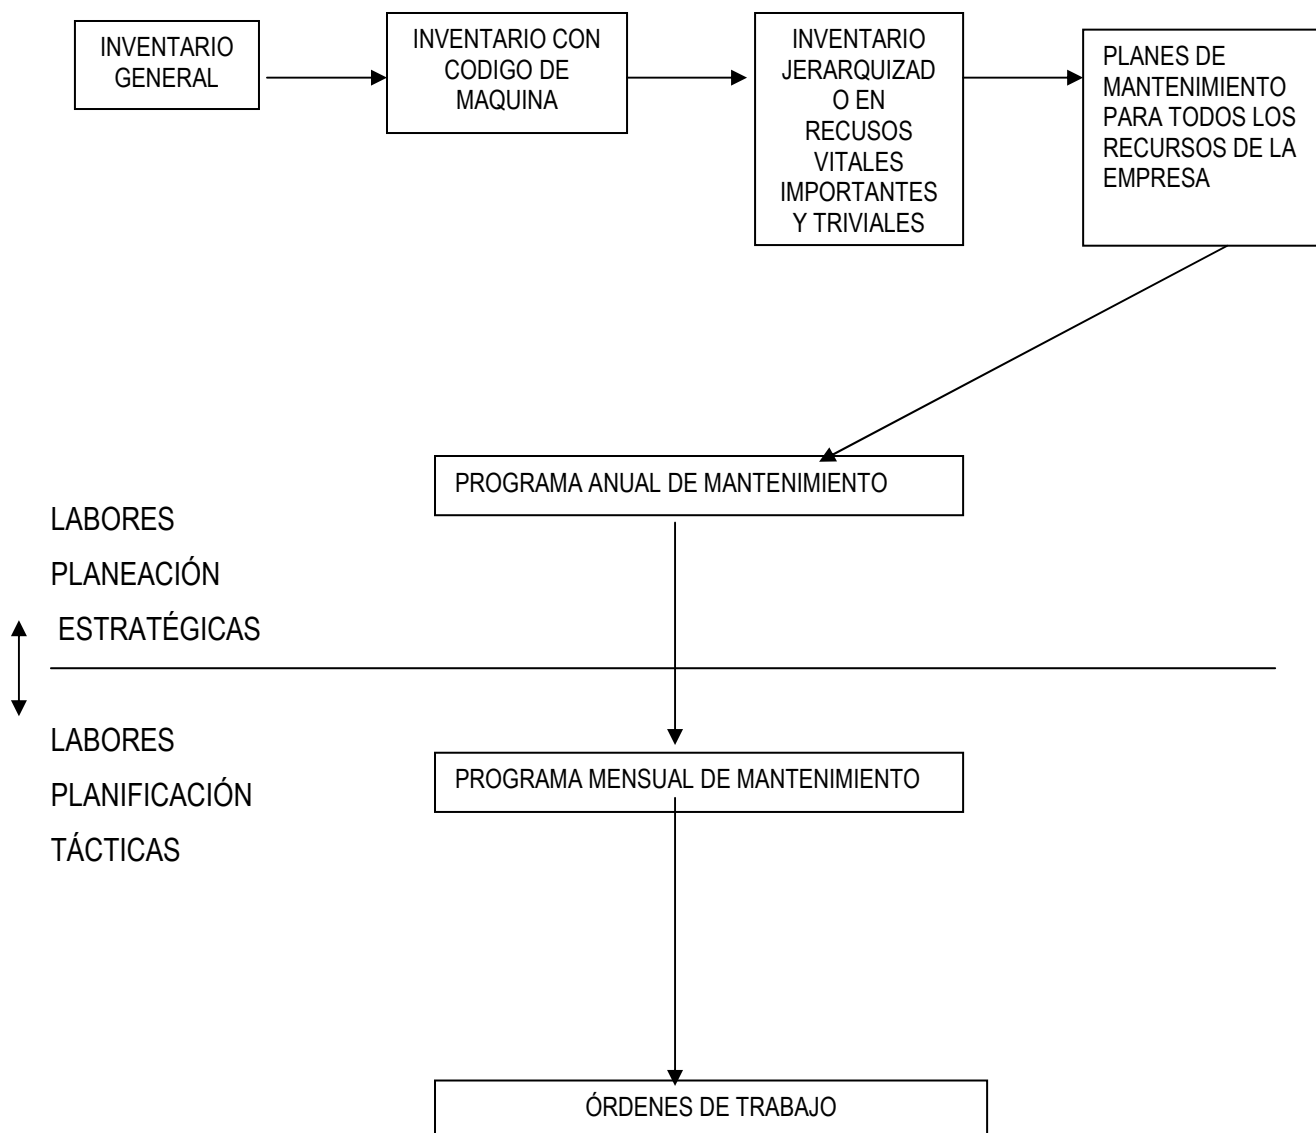 INVENTARIO
GENERAL
INVENTARIO CON
CODIGO DE
MAQUINA
INVENTARIO
JERARQUIZAD
O EN
RECUSOS
VITALES
IMPORTANTES
Y TRIVIALES
PLANES DE
MANTENIMIENTO
PARA TODOS LOS
RECURSOS DE LA
EMPRESA
PROGRAMA ANUAL DE MANTENIMIENTO
LABORES
PLANEACIÓN
ESTRATÉGICAS
LABORES
PLANIFICACIÓN
TÁCTICAS
PROGRAMA MENSUAL DE MANTENIMIENTO
ÓRDENES DE TRABAJO